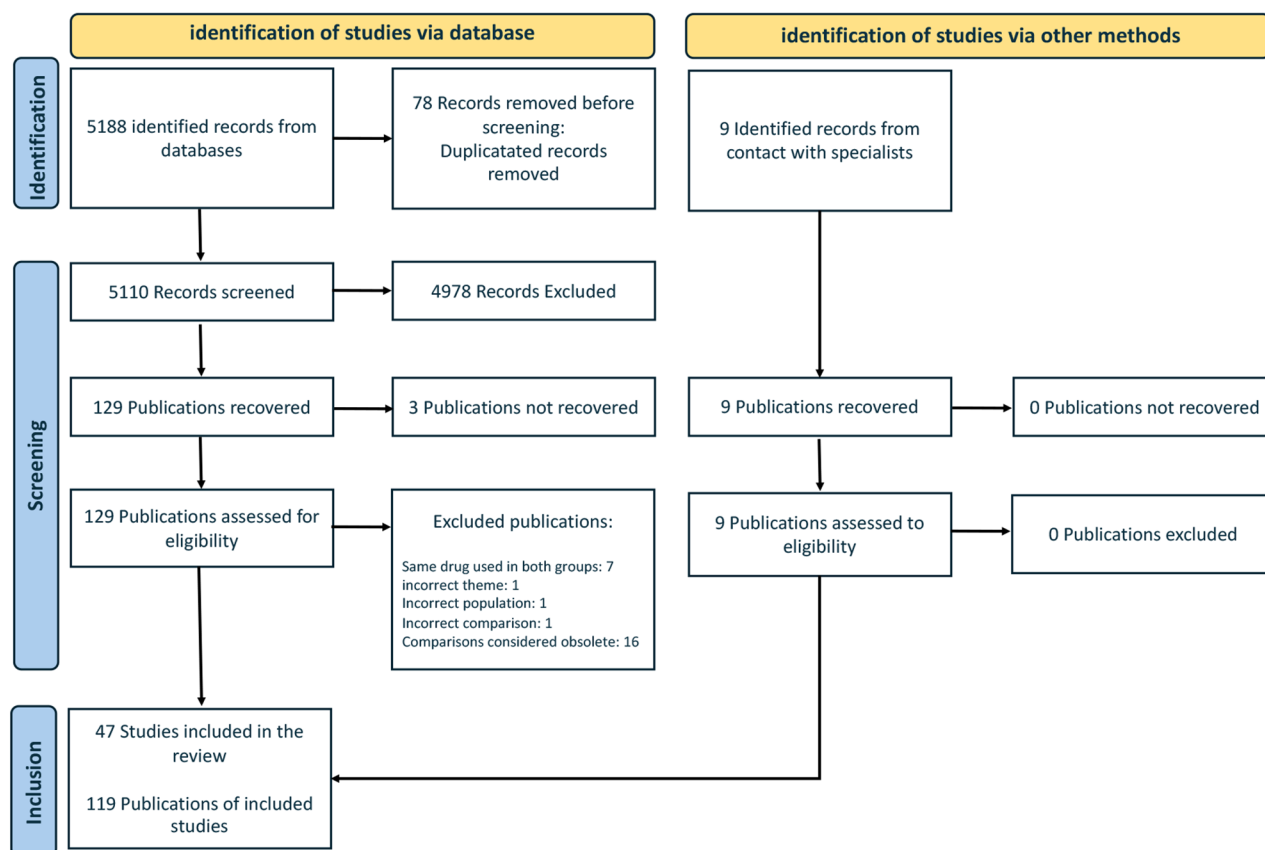 identification of studies via database
identification of studies via other methods
Identification
5188 identified records from
databases
78 Records removed before
screening:
Duplicatated records
removed
9 Identified records from
contact with specialists
Screening
5110 Records screened
4978 Records Excluded
129 Publications recovered
3 Publications not recovered
9 Publications recovered
0 Publications not recovered
129 Publications assessed for
eligibility
Excluded publications:
Same drug used in both groups: 7
incorrect theme: 1
Incorrect population: 1
Incorrect comparison: 1
Comparisons considered obsolete: 16
9 Publications assessed to
eligibility
0 Publications excluded
Inclusion
47 Studies included in the
review
119 Publications of included
studies